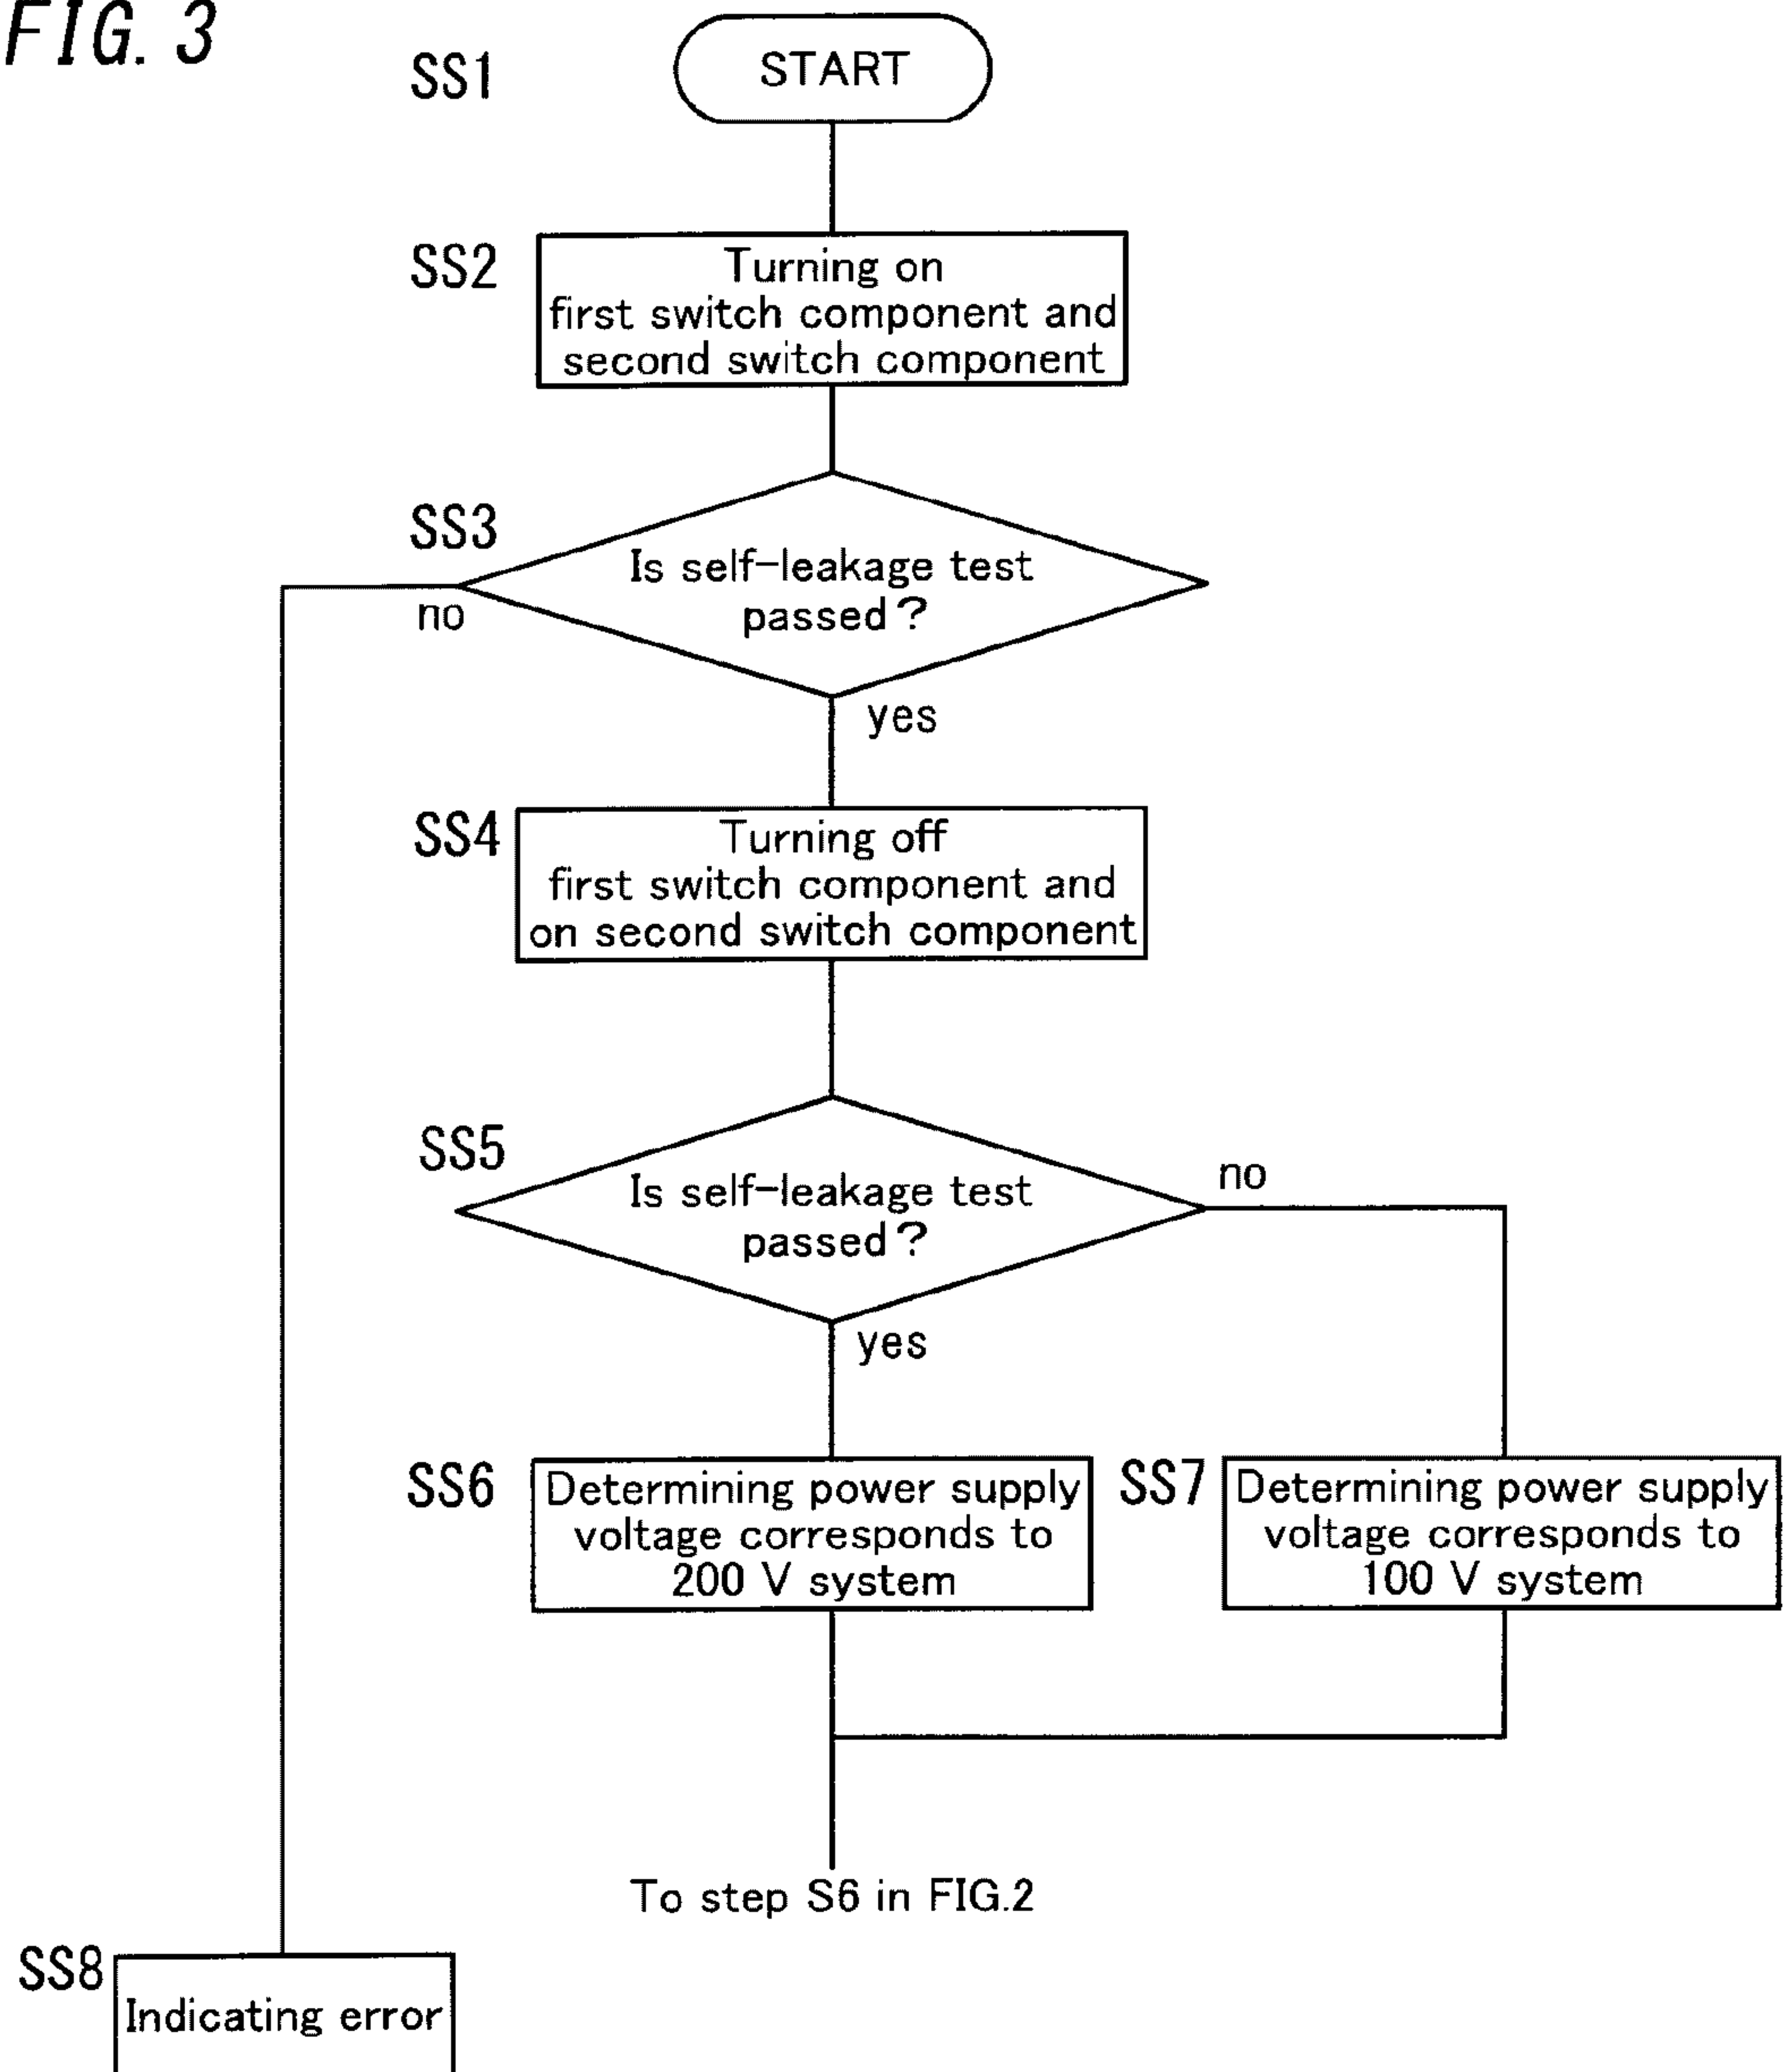 FIG. 3
SS1
START
SS2
Turning on
first switch component and
second switch component
SS3
Is self-leakage test
passed?
no
yes
SS4
Turning off
first switch component and
on second switch component
SS5
Is self-leakage test
passed?
no
yes
SS6
Determining power supply
voltage corresponds to
200 V system
SS7
Determining power supply
voltage corresponds to
100 V system
To step S6 in FIG.2
SS8
Indicating error